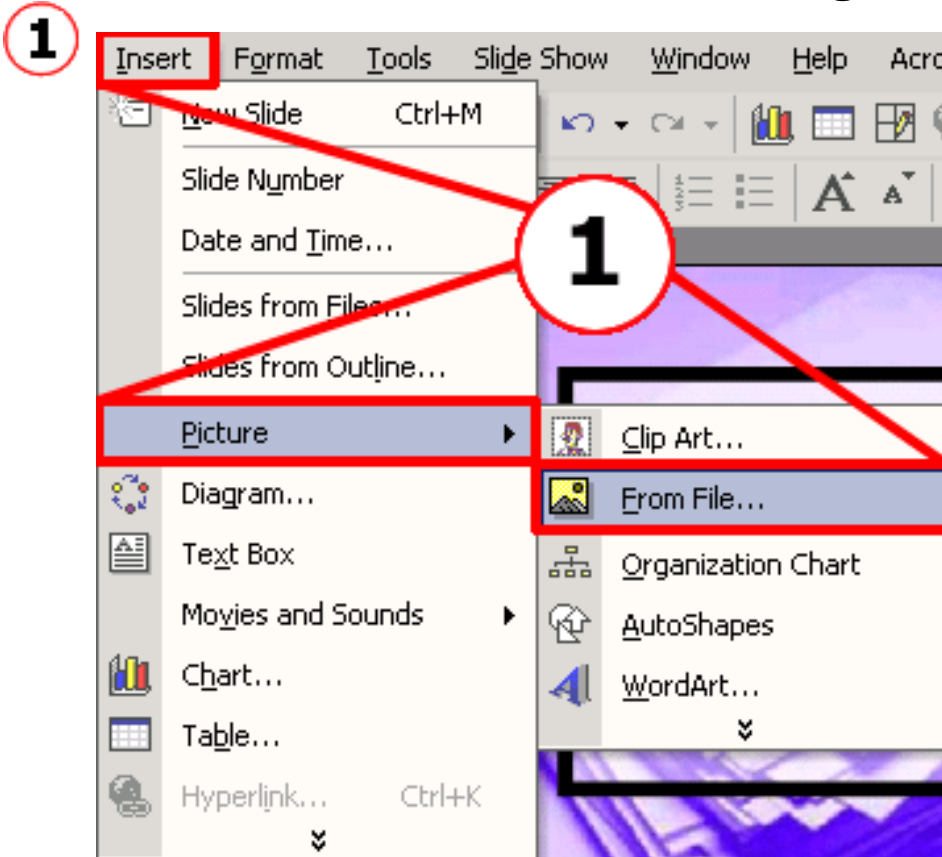 1
Insert Format Tools Slide Show Window Help Acro
New Slide Ctrl+M
Slide Number
Date and Time...
1
Slides from Files...
Slides from Outline...
Picture
Clip Art...
Diagram...
From File...
Text Box
Organization Chart
Movies and Sounds
AutoShapes
Chart...
WordArt...
Table...
Hyperlink... Ctrl+K